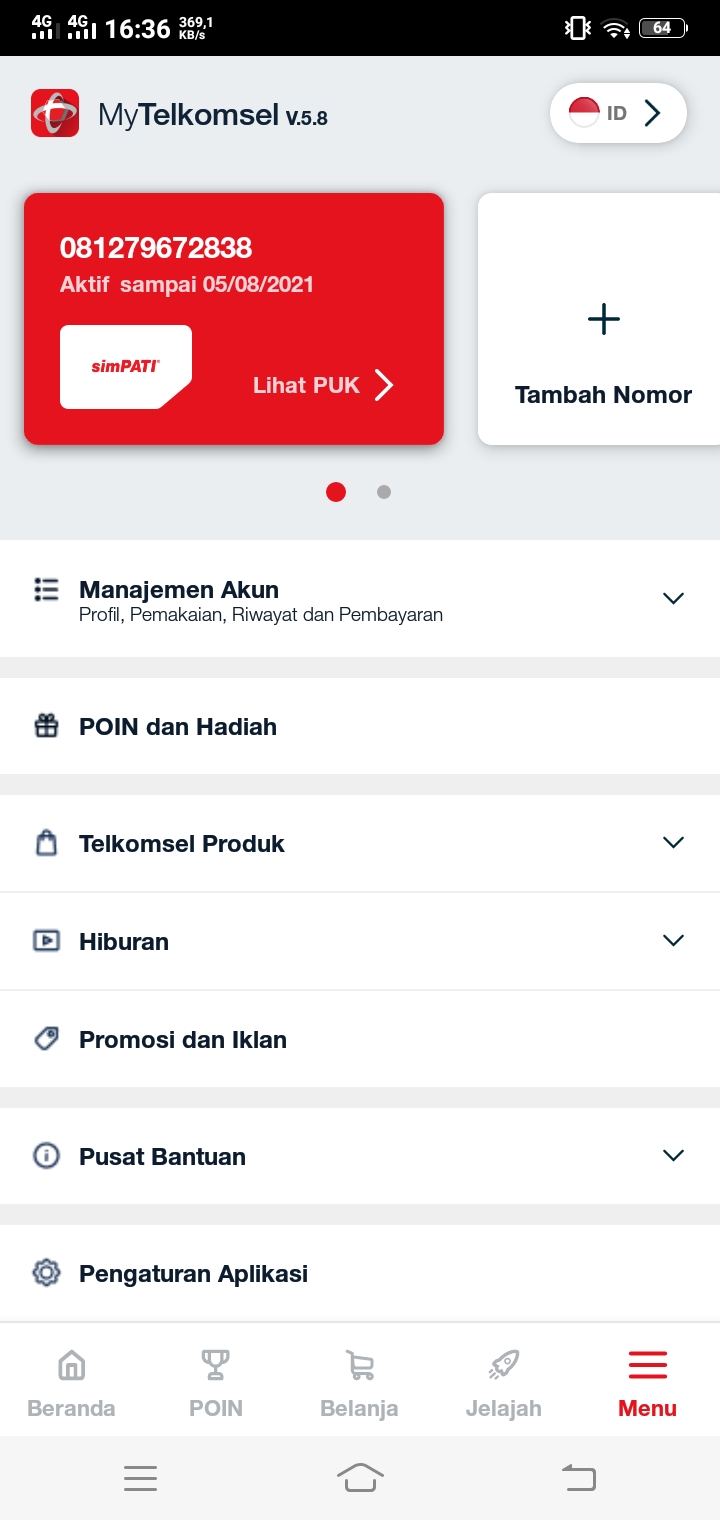 4G 4G 16:36 369,1 KB/s 64
MyTelkomsel v.5.8 ID
081279672838
Aktif sampai 05/08/2021
simPATI
Lihat PUK
Tambah Nomor
Manajemen Akun
Profil, Pemakaian, Riwayat dan Pembayaran
POIN dan Hadiah
Telkomsel Produk
Hiburan
Promosi dan Iklan
Pusat Bantuan
Pengaturan Aplikasi
Beranda POIN Belanja Jelajah Menu